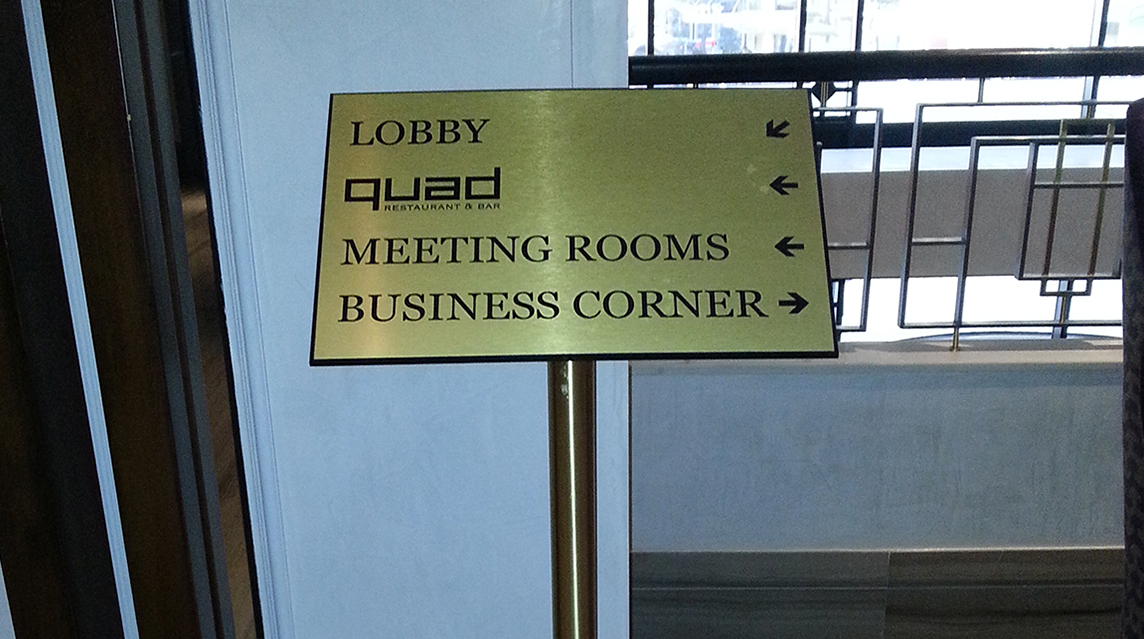 LOBBY ↙
quad ←
RESTAURANT & BAR
MEETING ROOMS ←
BUSINESS CORNER →